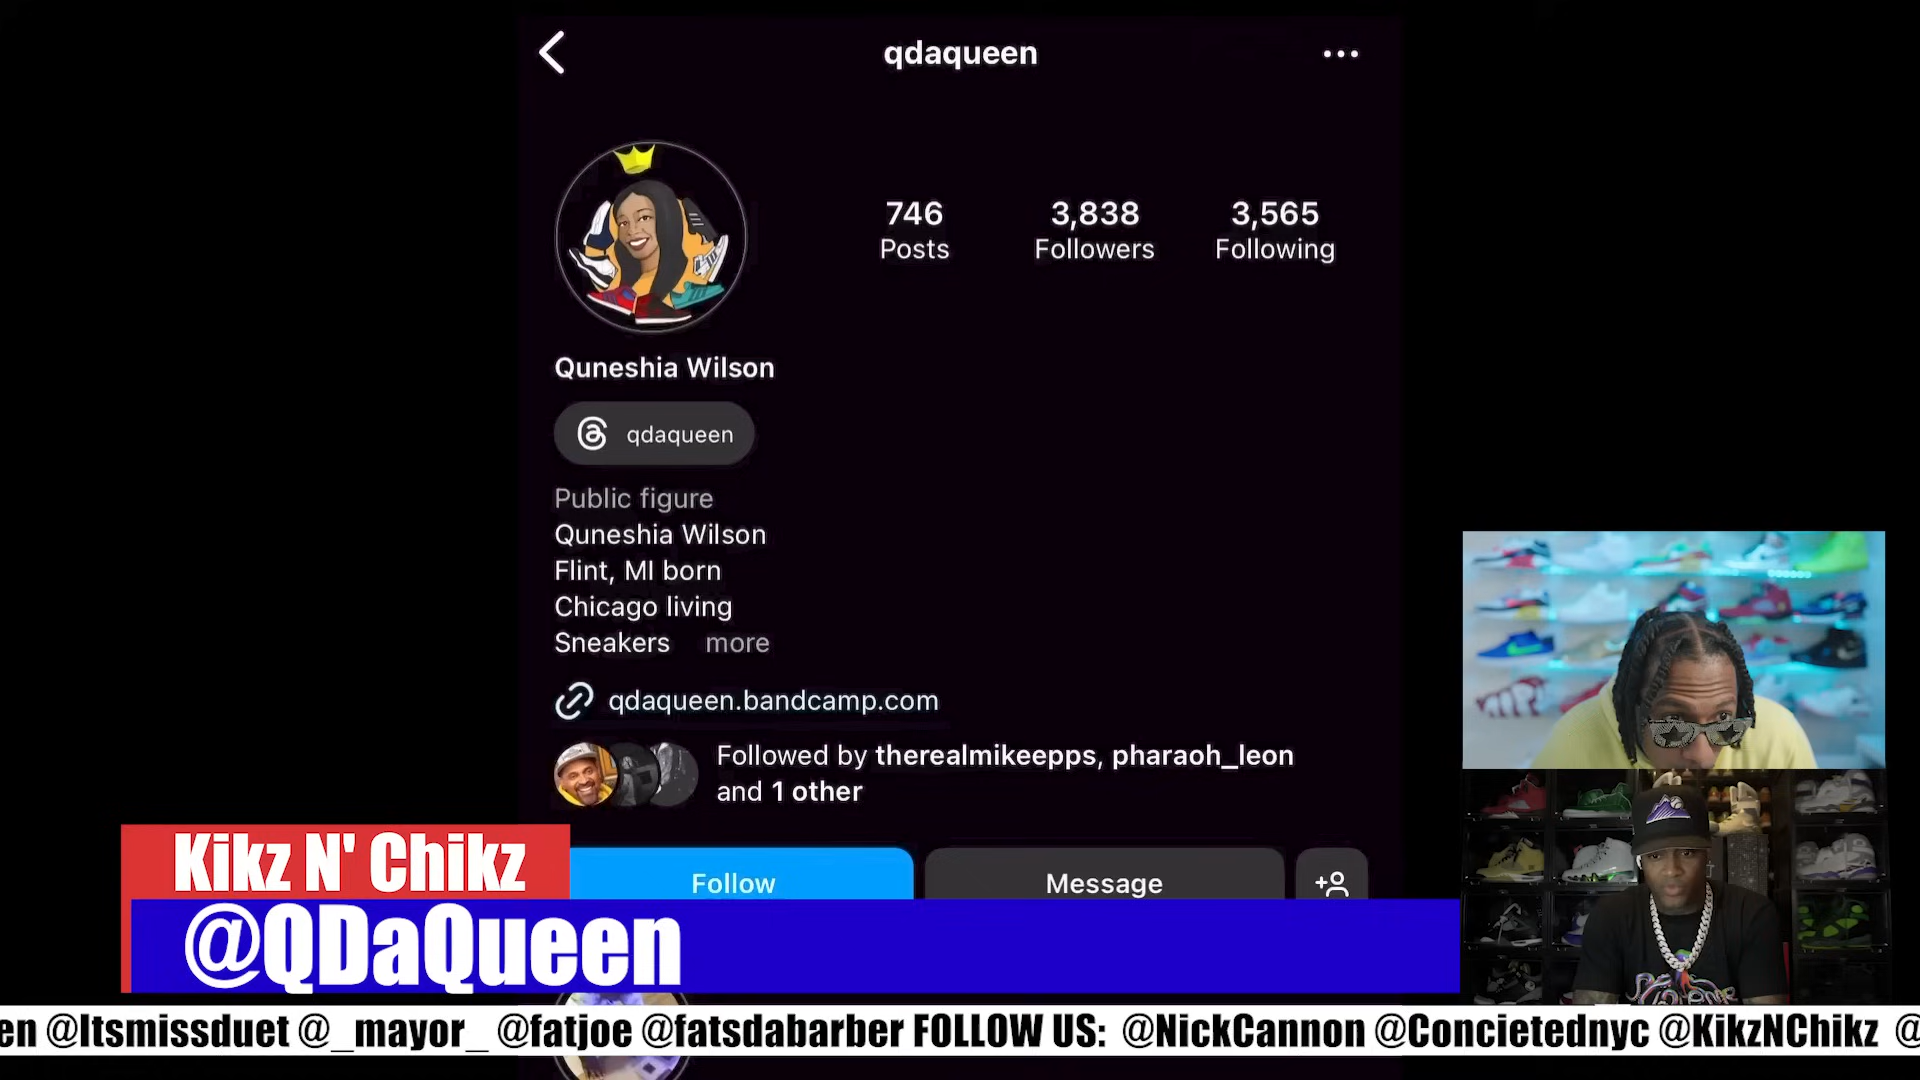 qdaqueen
746
Posts
3,838
Followers
3,565
Following
Quneshia Wilson
qdaqueen
Public figure
Quneshia Wilson
Flint, MI born
Chicago living
Sneakers more
qdaqueen.bandcamp.com
Followed by therealmikeepps, pharaoh_leon
and 1 other
Follow
Message
Kikz N' Chikz
@QDaQueen
en @Itsmissduet @_mayor_ @fatjoe @fatsdabarber FOLLOW US: @NickCannon @Concietednyc @KikzNChikz @